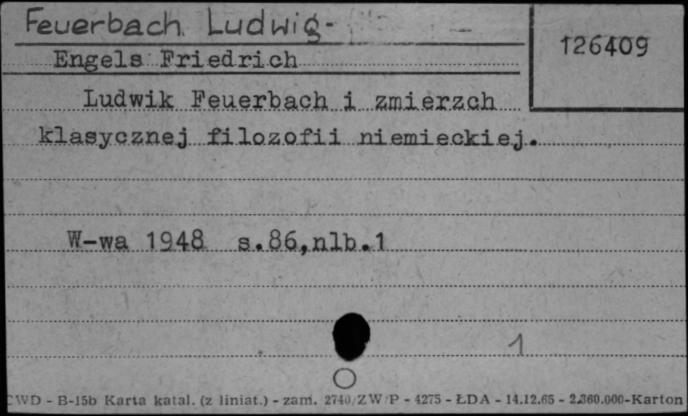 Feuerbach Ludwig-
126409
Engels Friedrich
Ludwik Feuerbach i zmierzch
klasycznej filozofii niemieckiej.
W-wa 1948 s.86,nlb.1
1
CWD - B-15b Karta katal. (z liniat.) - zam. 2740/ZW/P - 4275 - ŁDA - 14.12.65 - 2.360.000-Karton